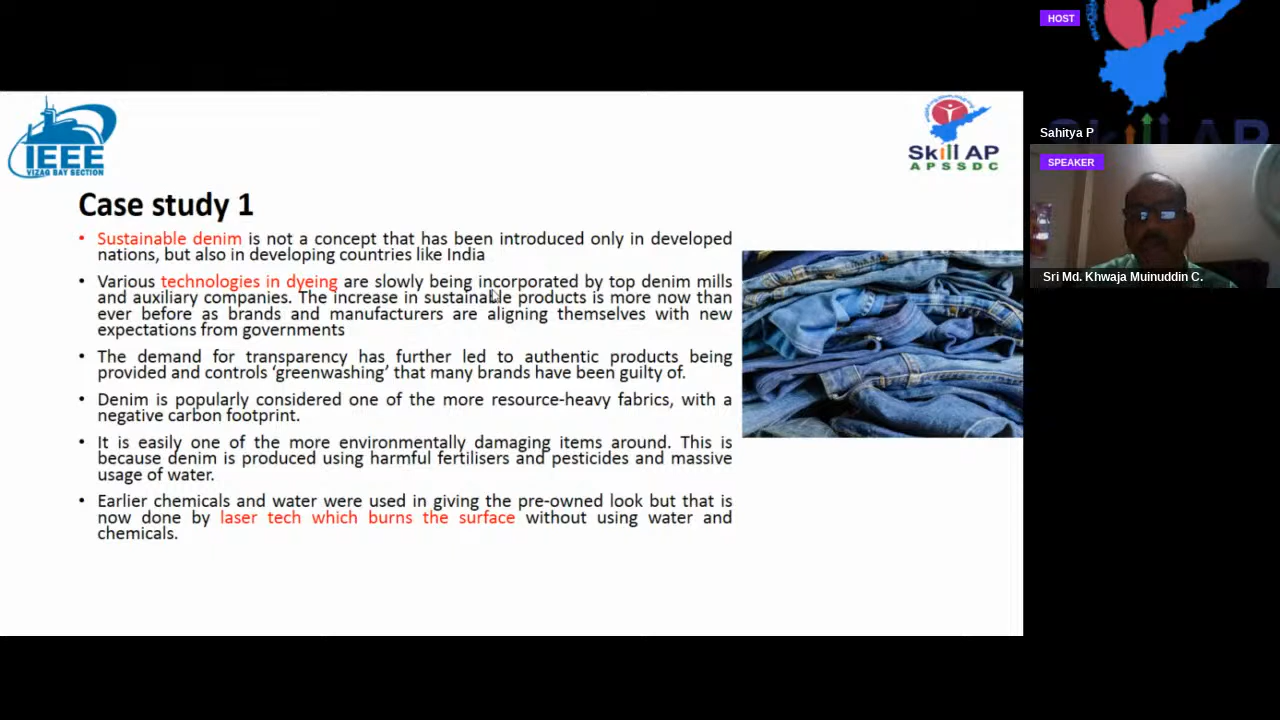 HOST
Sahitya P
SPEAKER
Sri Md. Khwaja Muinuddin C.
IEEE
VIZAG BAY SECTION
Skill AP
APSSDC
Case study 1
• Sustainable denim is not a concept that has been introduced only in developed
nations, but also in developing countries like India
• Various technologies in dyeing are slowly being incorporated by top denim mills
and auxiliary companies. The increase in sustainable products is more now than
ever before as brands and manufacturers are aligning themselves with new
expectations from governments
• The demand for transparency has further led to authentic products being
provided and controls ‘greenwashing’ that many brands have been guilty of.
• Denim is popularly considered one of the more resource-heavy fabrics, with a
negative carbon footprint.
• It is easily one of the more environmentally damaging items around. This is
because denim is produced using harmful fertilisers and pesticides and massive
usage of water.
• Earlier chemicals and water were used in giving the pre-owned look but that is
now done by laser tech which burns the surface without using water and
chemicals.